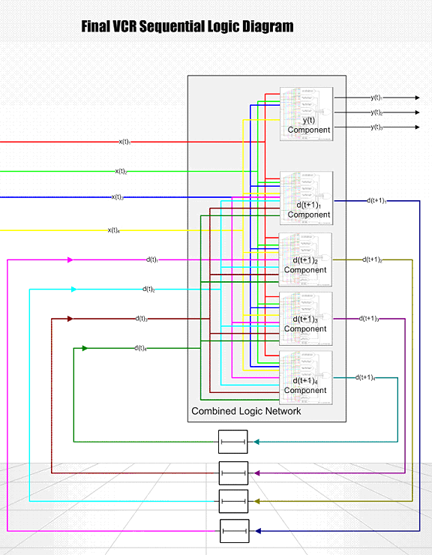 Final VCR Sequential Logic Diagram
y(t)
Component
y(t)₁
y(t)₂
y(t)₃
x(t)₁
x(t)₂
x(t)₃
x(t)₄
d(t+1)₁
Component
d(t+1)₁
d(t+1)₂
Component
d(t+1)₂
d(t)₁
d(t)₂
d(t+1)₃
Component
d(t+1)₃
d(t)₃
d(t)₄
d(t+1)₄
Component
d(t+1)₄
Combined Logic Network